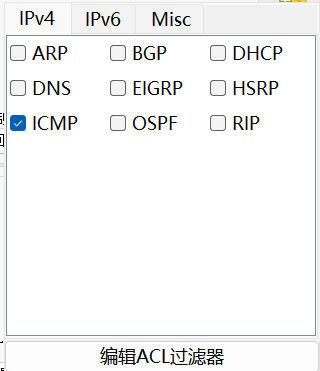 IPv4 IPv6 Misc
ARP BGP DHCP
DNS EIGRP HSRP
ICMP OSPF RIP
编辑ACL过滤器